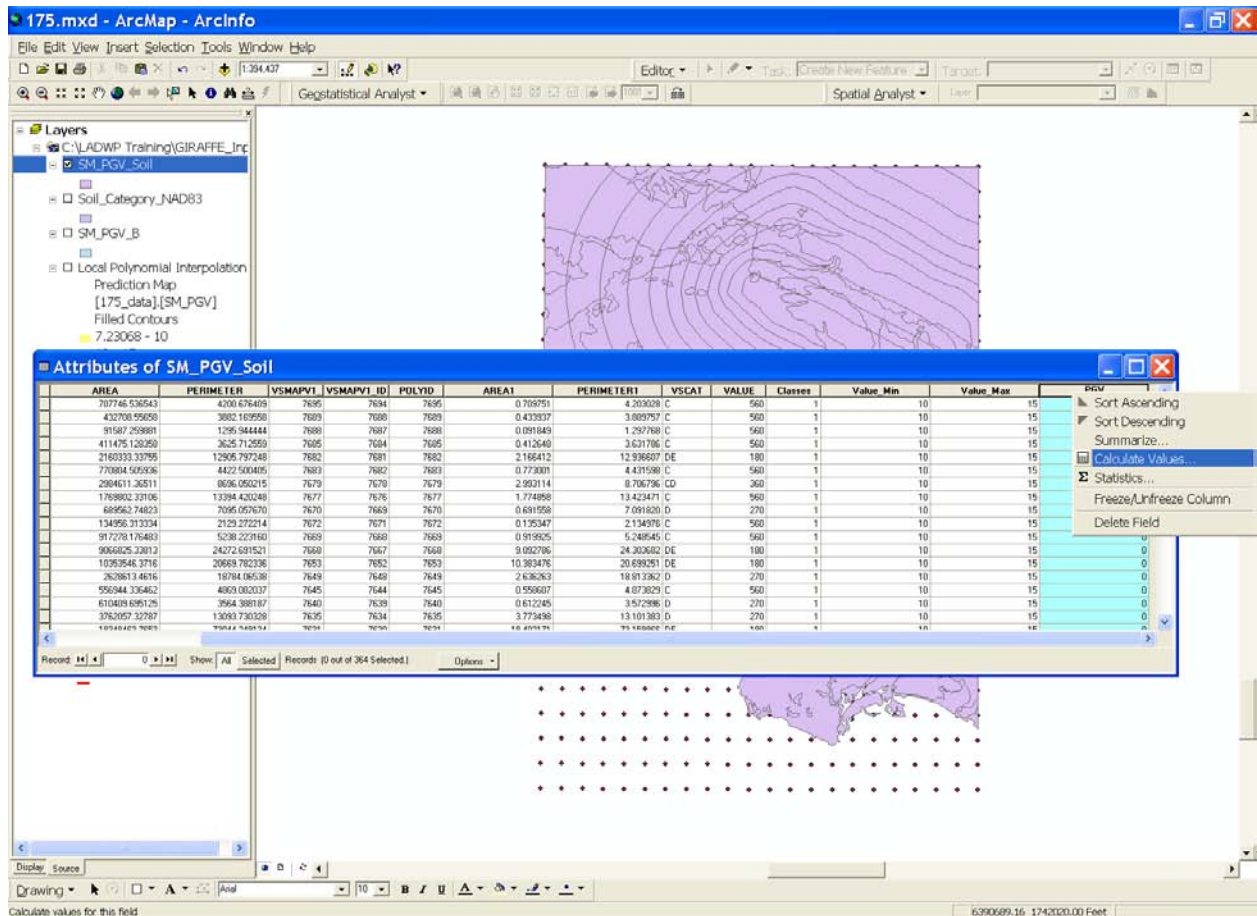 175.mxd - ArcMap - ArcInfo
File Edit View Insert Selection Tools Window Help
1:394,437 Editor Task: Create New Feature Target:
Geostatistical Analyst 100% Spatial Analyst Layer:
Layers
C:\LADWP Training\GIRAFFE_Inp
SM_PGV_Soil
Soil_Category_NAD83
SM_PGV_B
Local Polynomial Interpolation
Prediction Map
[175_data].[SM_PGV]
Filled Contours
7.23068 - 10
Attributes of SM_PGV_Soil
AREA PERIMETER VSMAPV1_ VSMAPV1_ID POLYID AREA1 PERIMETER1 VSCAT VALUE Classes Value_Min Value_Max PGV
707746.536543 4200.676409 7695 7694 7695 0.709751 4.203028 C 560 1 10 15
432708.55658 3882.169558 7689 7688 7689 0.433937 3.889757 C 560 1 10 15
91587.259881 1295.944444 7688 7687 7688 0.091849 1.297768 C 560 1 10 15
411475.128358 3625.712559 7685 7684 7685 0.412648 3.631706 C 560 1 10 15
2160333.33755 12905.797248 7682 7681 7682 2.166412 12.936607 DE 180 1 10 15
770804.505936 4422.500405 7683 7682 7683 0.773001 4.431598 C 560 1 10 15
2984611.36511 8696.050215 7679 7678 7679 2.993114 8.706796 CD 360 1 10 15
1769802.33106 13394.420248 7677 7676 7677 1.774858 13.423471 C 560 1 10 15
689562.74823 7095.057670 7670 7669 7670 0.691558 7.091820 D 270 1 10 15
134956.313334 2129.272214 7672 7671 7672 0.135347 2.134976 C 560 1 10 15 0
917278.176483 5238.223160 7669 7668 7669 0.919925 5.248545 C 560 1 10 15 0
9066825.33813 24272.691521 7668 7667 7668 9.092786 24.303682 DE 180 1 10 15 0
10353546.3716 20669.782336 7653 7652 7653 10.383476 20.699251 DE 180 1 10 15 0
2628613.4616 18784.06538 7649 7648 7649 2.636263 18.813362 D 270 1 10 15 0
556944.336462 4869.002037 7645 7644 7645 0.558607 4.873829 C 560 1 10 15 0
610409.695125 3564.388187 7640 7639 7640 0.612245 3.572996 D 270 1 10 15 0
3762057.32787 13093.730328 7635 7634 7635 3.773498 13.101383 D 270 1 10 15 0
Sort Ascending
Sort Descending
Summarize...
Calculate Values...
Σ Statistics...
Freeze/Unfreeze Column
Delete Field
Record: 0 Show: All Selected Records (0 out of 364 Selected.) Options
Display Source
Drawing A Arial 10 B I U A
Calculate values for this field 6390689.16 1742020.00 Feet